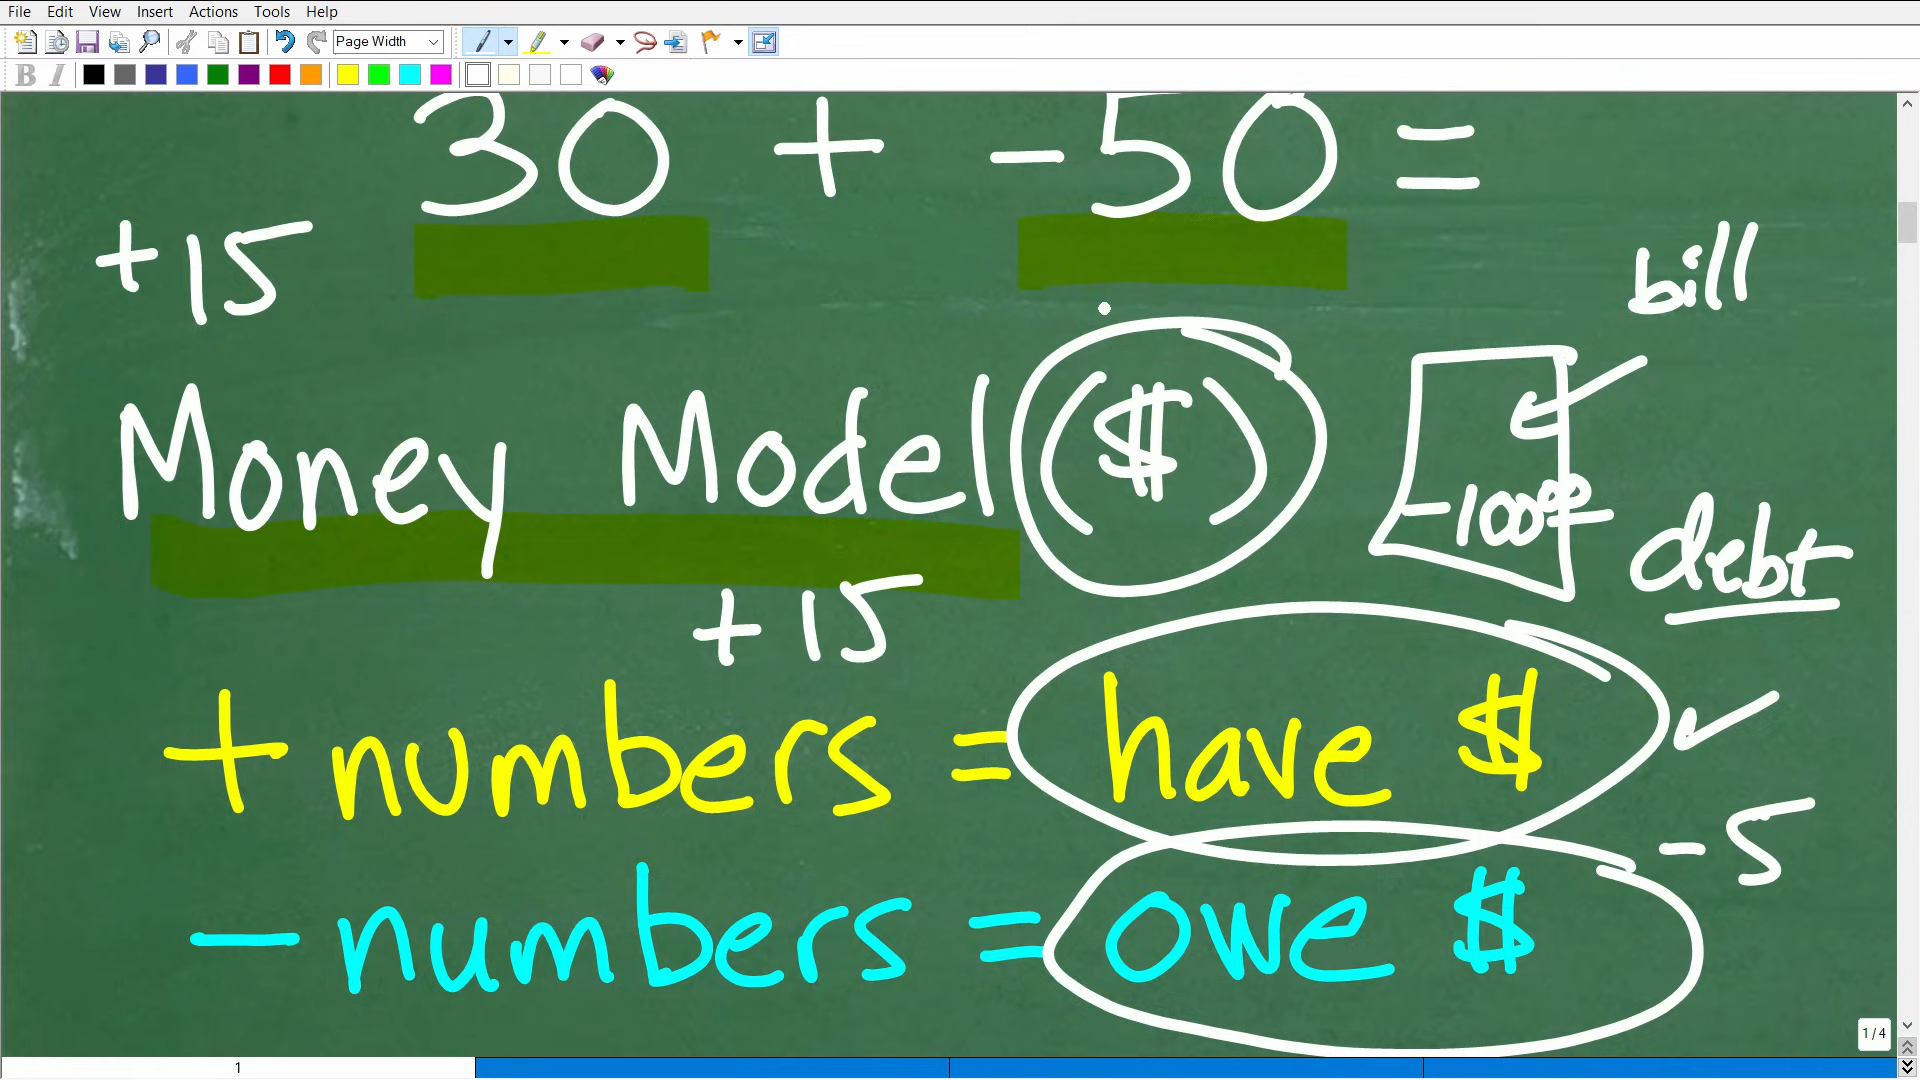 File Edit View Insert Actions Tools Help
Page Width
B I
30 + -50 =
+15
bill
Money Model ($)
-100.00
debt
+15
+ numbers = have $
-5
- numbers = owe $
1 / 4
1